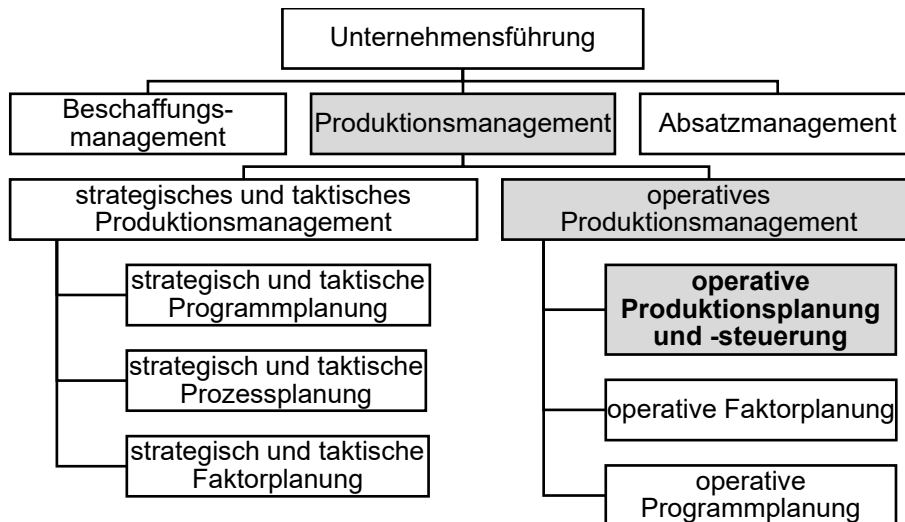 Unternehmensführung
Beschaffungs-
management
Produktionsmanagement
Absatzmanagement
strategisches und taktisches
Produktionsmanagement
operatives
Produktionsmanagement
strategisch und taktische
Programmplanung
strategisch und taktische
Prozessplanung
strategisch und taktische
Faktorplanung
operative
Produktionsplanung
und -steuerung
operative Faktorplanung
operative
Programmplanung